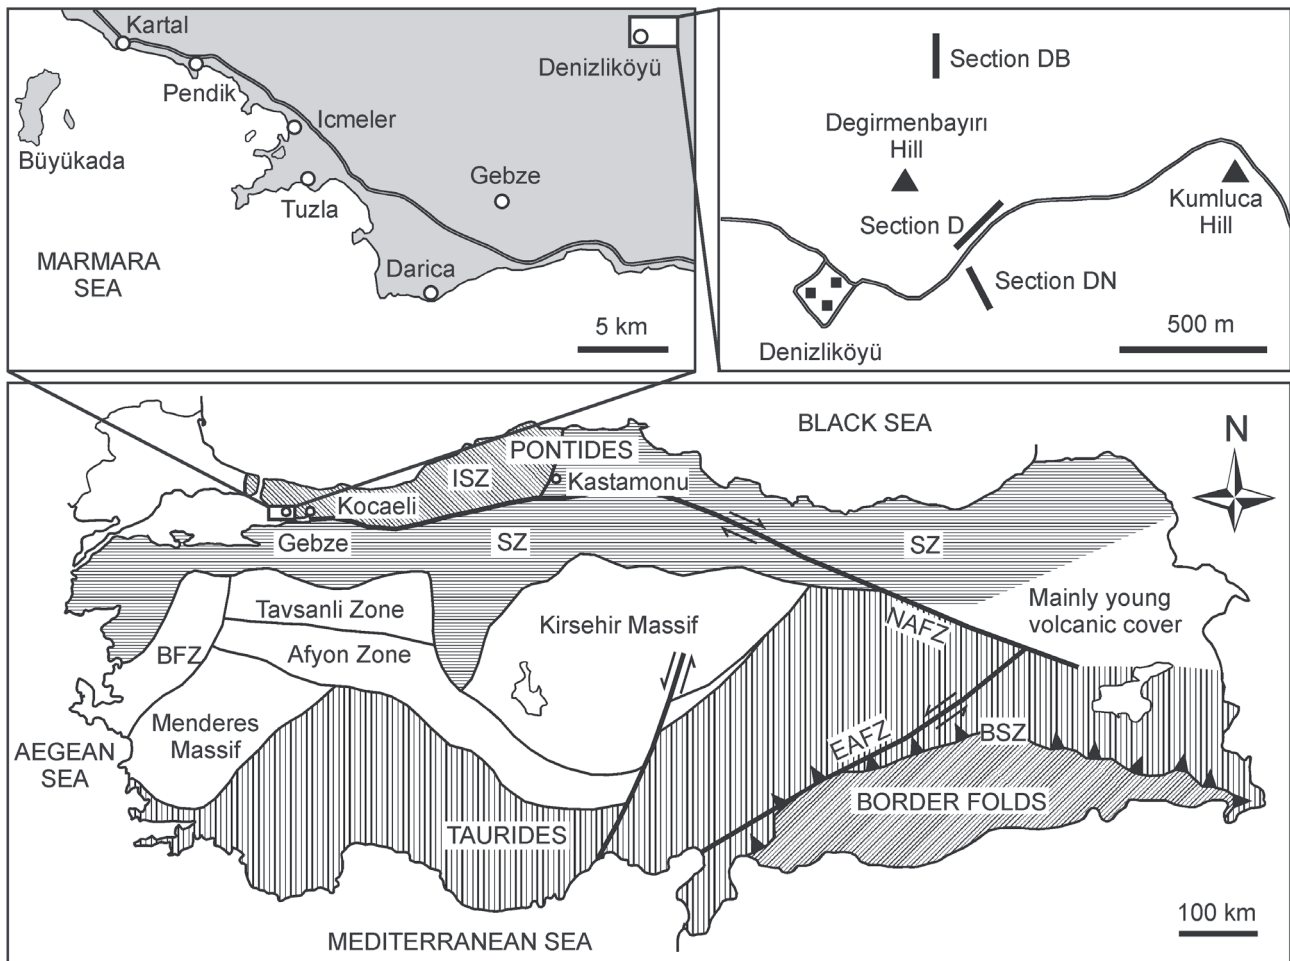 Kartal
Pendik
Icmeler
Büyükada
Tuzla
Gebze
Denizliköyü
MARMARA
SEA
Darica
5 km
Section DB
Degirmenbayırı
Hill
Section D
Kumluca
Hill
Section DN
Denizliköyü
500 m
BLACK SEA
N
PONTIDES
ISZ
Kastamonu
Kocaeli
Gebze
SZ
SZ
Tavsanli Zone
Kirsehir Massif
NAFZ
Mainly young
volcanic cover
BFZ
Afyon Zone
Menderes
Massif
AEGEAN
SEA
EAFZ
BSZ
BORDER FOLDS
TAURIDES
MEDITERRANEAN SEA
100 km